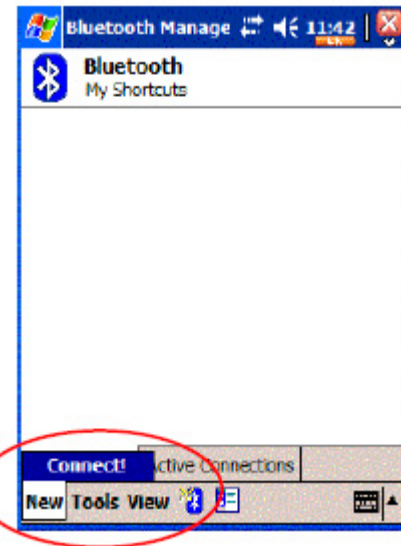 Bluetooth Manage 11:42
Bluetooth
My Shortcuts
Connect! Active Connections
New Tools View